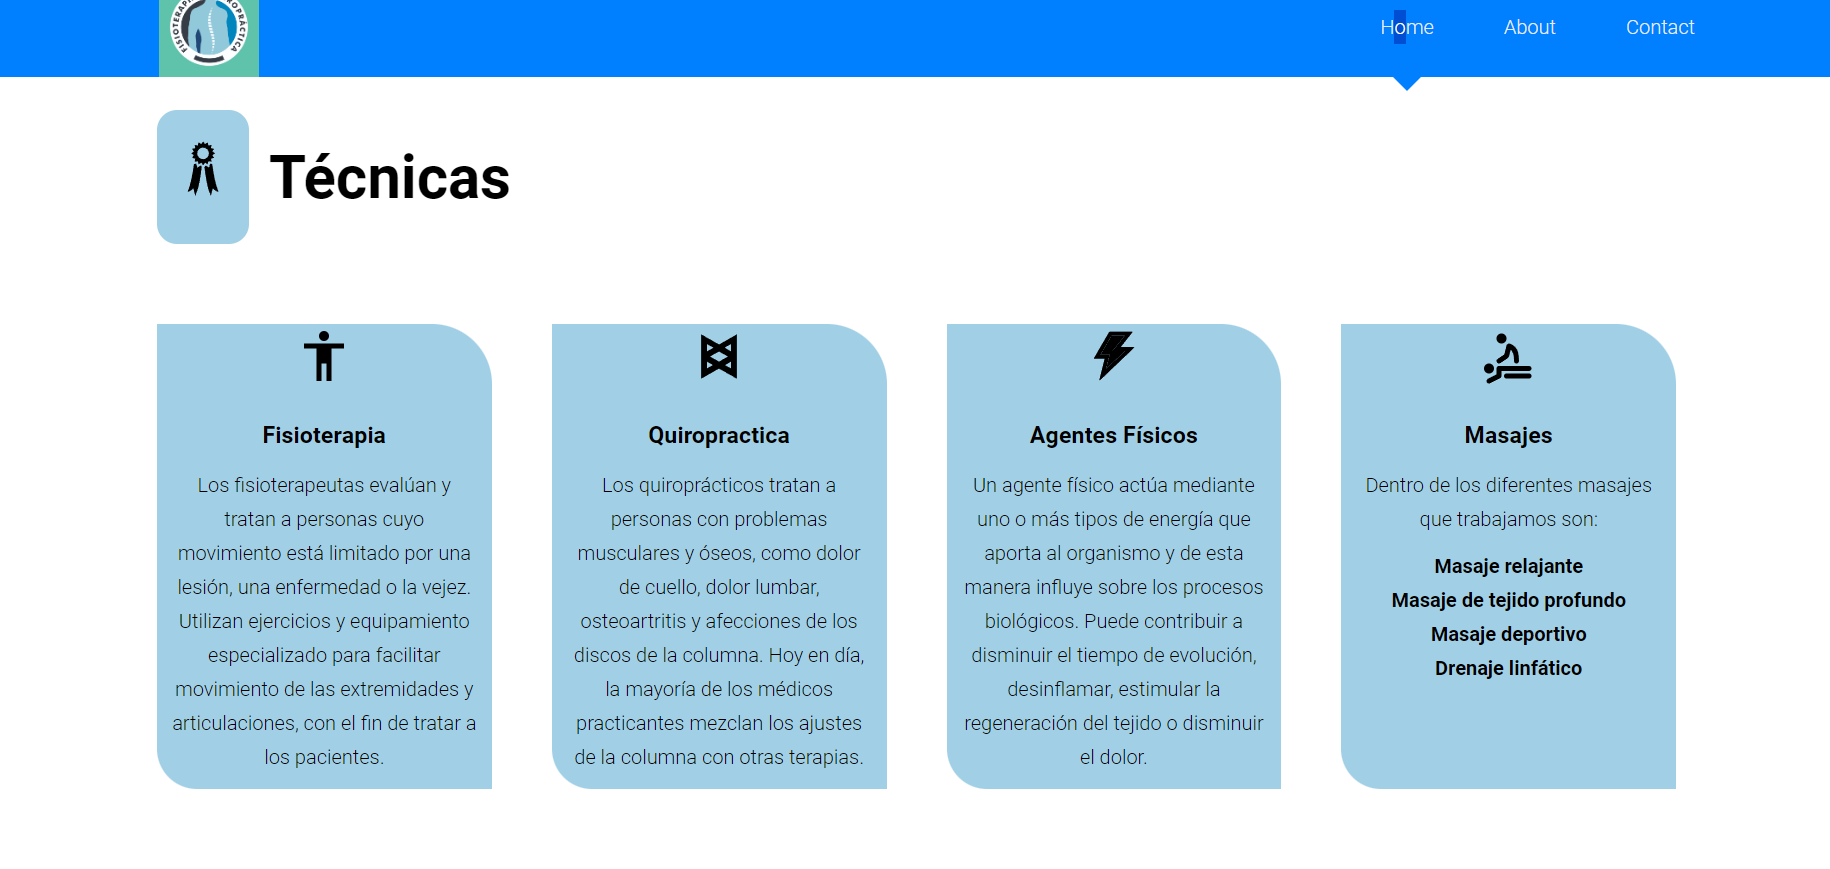 FISIOTERAPI
ROPRÁCTICA
Home
About
Contact
Técnicas
Fisioterapia
Los fisioterapeutas evalúan y
tratan a personas cuyo
movimiento está limitado por una
lesión, una enfermedad o la vejez.
Utilizan ejercicios y equipamiento
especializado para facilitar
movimiento de las extremidades y
articulaciones, con el fin de tratar a
los pacientes.
Quiropractica
Los quiroprácticos tratan a
personas con problemas
musculares y óseos, como dolor
de cuello, dolor lumbar,
osteoartritis y afecciones de los
discos de la columna. Hoy en día,
la mayoría de los médicos
practicantes mezclan los ajustes
de la columna con otras terapias.
Agentes Físicos
Un agente físico actúa mediante
uno o más tipos de energía que
aporta al organismo y de esta
manera influye sobre los procesos
biológicos. Puede contribuir a
disminuir el tiempo de evolución,
desinflamar, estimular la
regeneración del tejido o disminuir
el dolor.
Masajes
Dentro de los diferentes masajes
que trabajamos son:
Masaje relajante
Masaje de tejido profundo
Masaje deportivo
Drenaje linfático